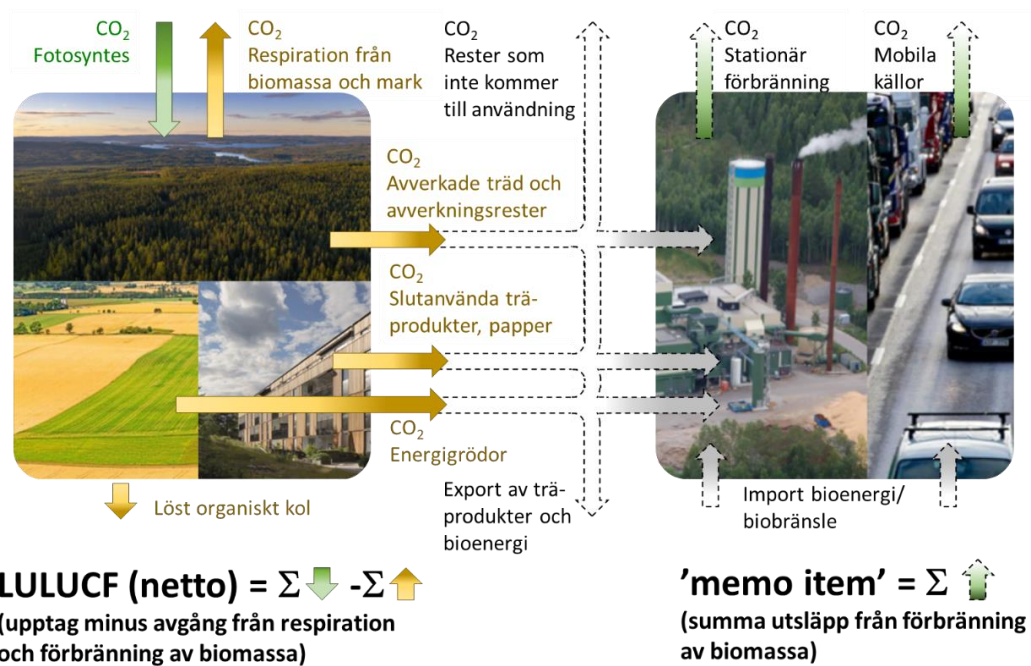 CO₂
Fotosyntes
CO₂
Respiration från
biomassa och mark
CO₂
Rester som
inte kommer
till användning
CO₂
Stationär
förbränning
CO₂
Mobila
källor
CO₂
Avverkade träd och
avverkningsrester
CO₂
Slutanvända trä-
produkter, papper
CO₂
Energigrödor
Löst organiskt kol
Export av trä-
produkter och
bioenergi
Import bioenergi/
biobränsle
LULUCF (netto) = Σ -Σ
(upptag minus avgång från respiration
och förbränning av biomassa)
’memo item’ = Σ
(summa utsläpp från förbränning
av biomassa)